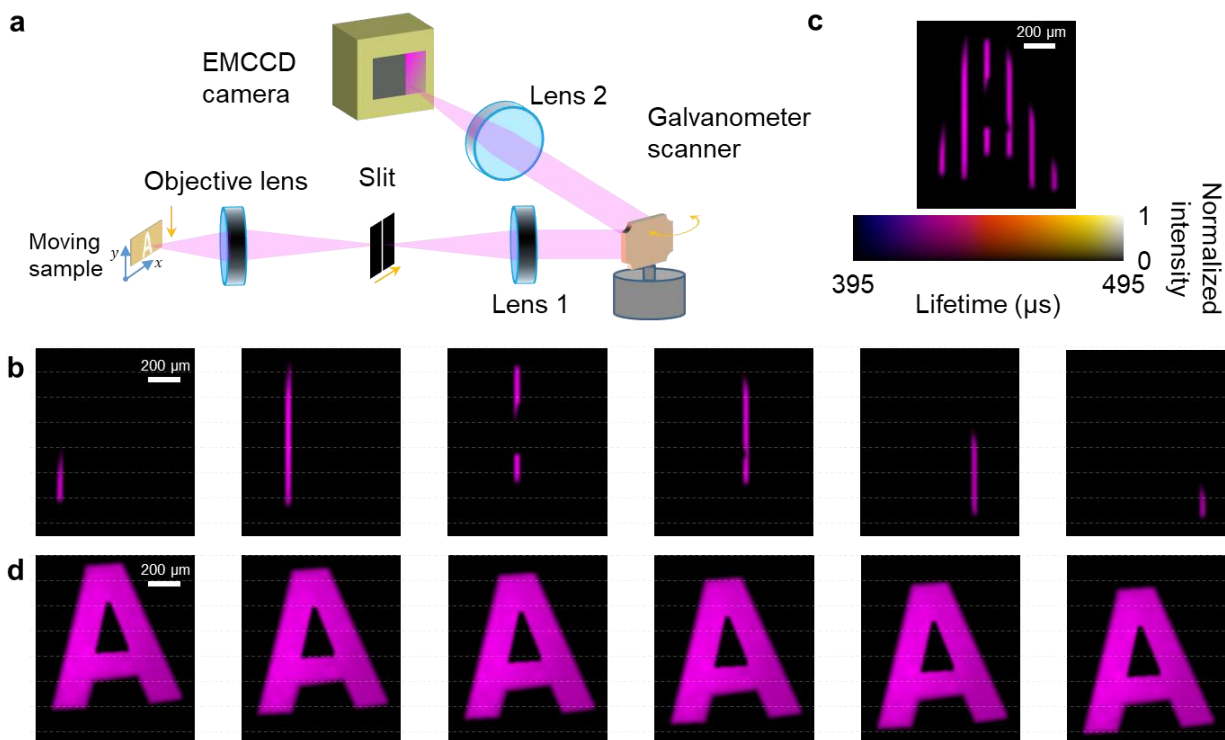 a
EMCCD
camera
Lens 2
Galvanometer
scanner
Objective lens
Slit
Moving
sample
A
y
x
Lens 1
c
200 µm
1
0
Normalized
intensity
395
495
Lifetime (µs)
b
200 µm
d
200 µm
A
A
A
A
A
A